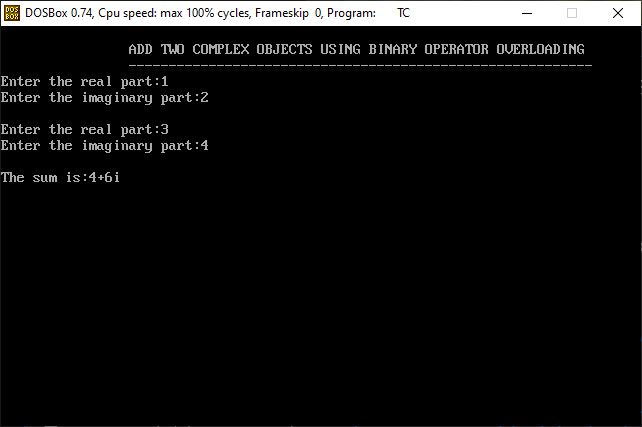 DOS
BOX
DOSBox 0.74, Cpu speed: max 100% cycles, Frameskip 0, Program: TC
ADD TWO COMPLEX OBJECTS USING BINARY OPERATOR OVERLOADING
----------------------------------------------------------
Enter the real part:1
Enter the imaginary part:2
Enter the real part:3
Enter the imaginary part:4
The sum is:4+6i